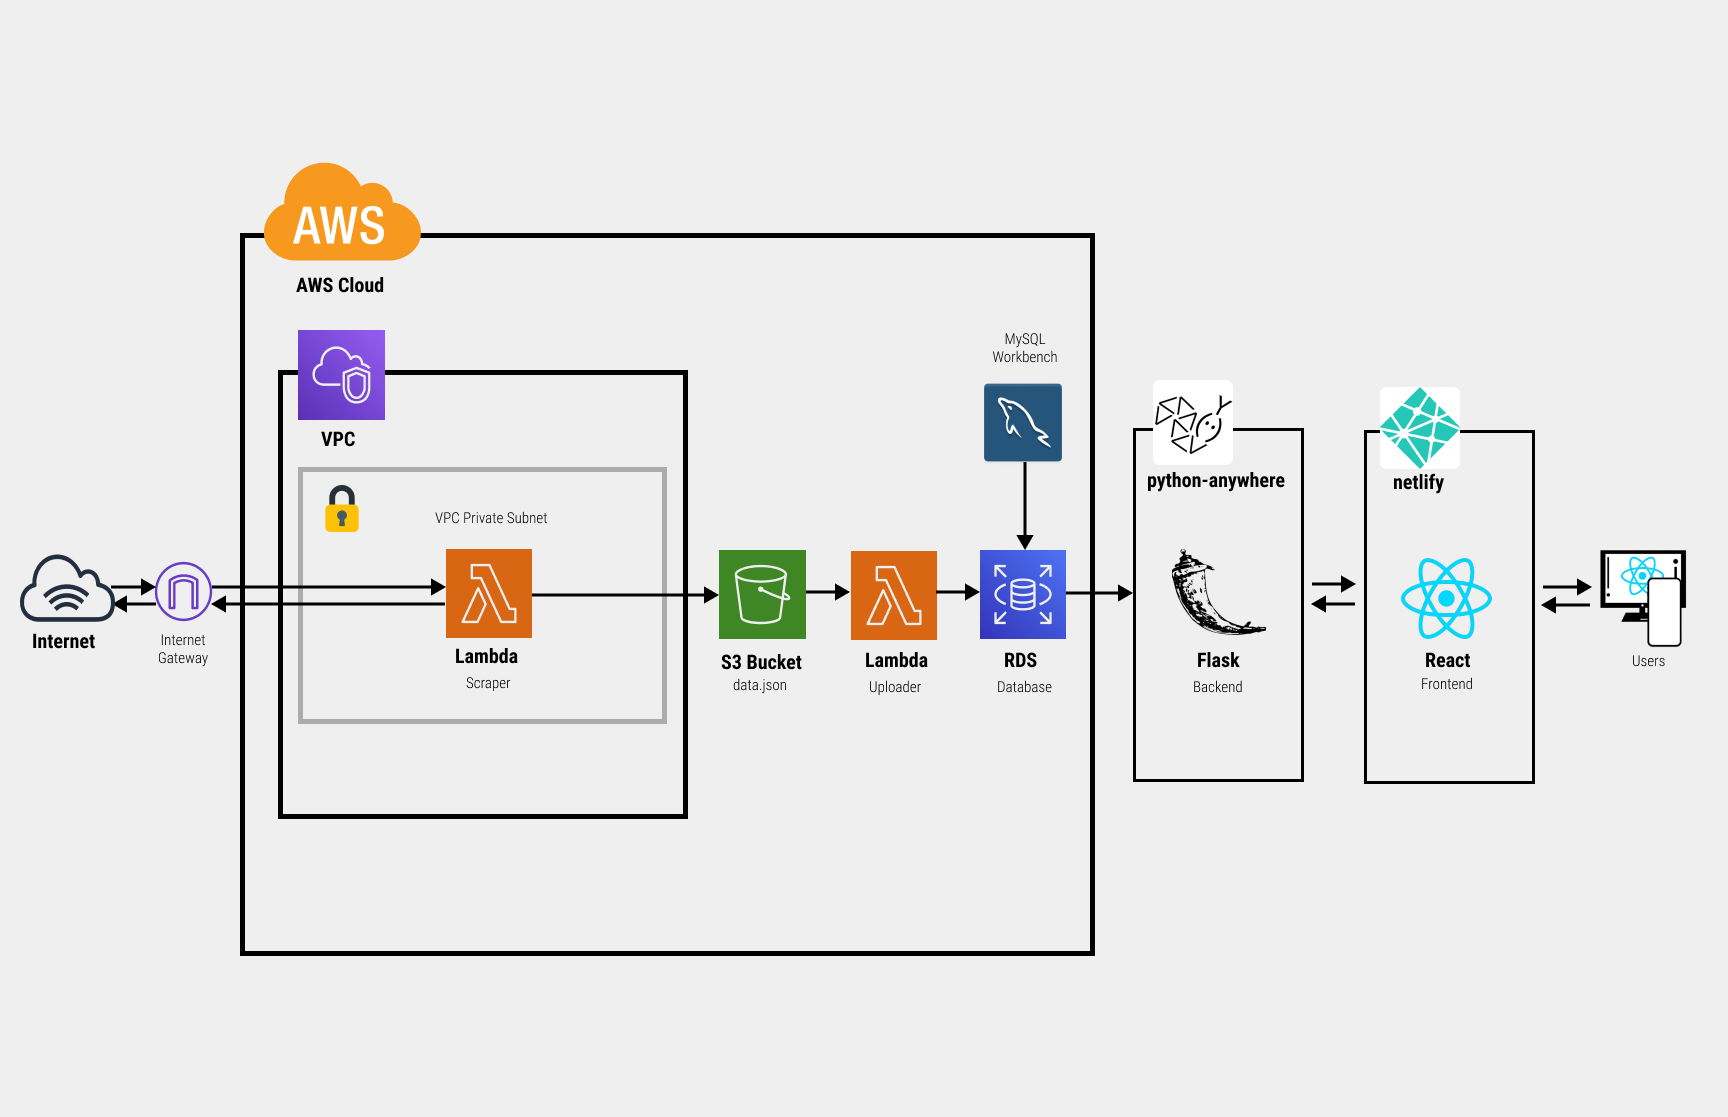 AWS
AWS Cloud
VPC
VPC Private Subnet
Internet
Internet
Gateway
Lambda
Scraper
S3 Bucket
data.json
Lambda
Uploader
MySQL
Workbench
RDS
Database
python-anywhere
Flask
Backend
netlify
React
Frontend
Users